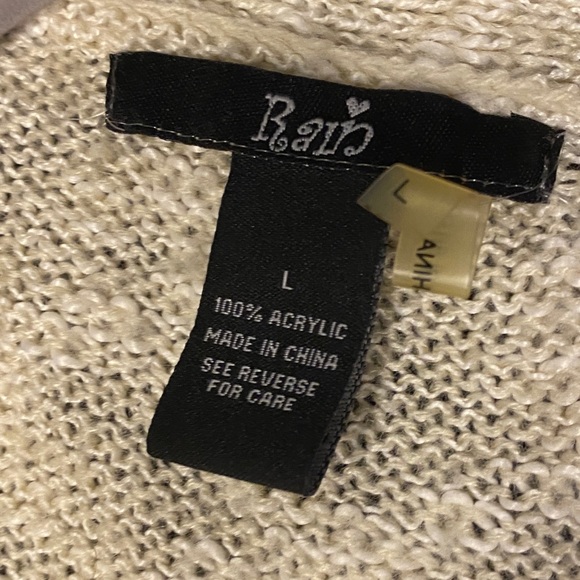 Rain
L
L
100% ACRYLIC
MADE IN CHINA
SEE REVERSE
FOR CARE